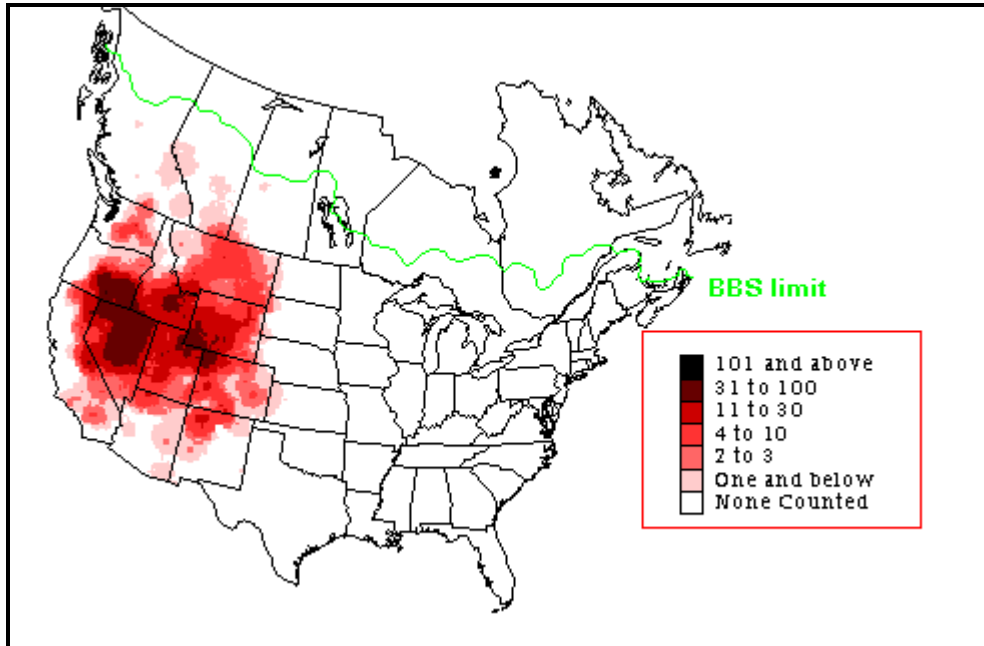 BBS limit
101 and above
31 to 100
11 to 30
4 to 10
2 to 3
One and below
None Counted